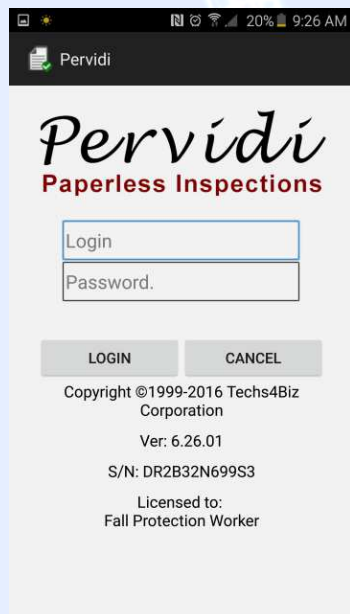 20% 9:26 AM
Pervidi
Pervidi
Paperless Inspections
Login
Password.
LOGIN
CANCEL
Copyright ©1999-2016 Techs4Biz
Corporation
Ver: 6.26.01
S/N: DR2B32N699S3
Licensed to:
Fall Protection Worker